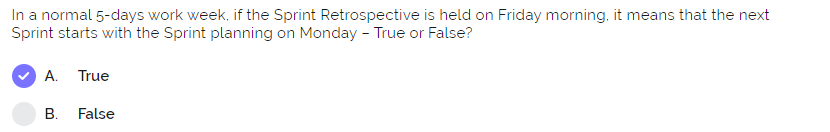 In a normal 5-days work week, if the Sprint Retrospective is held on Friday morning, it means that the next
Sprint starts with the Sprint planning on Monday – True or False?
A. True
B. False